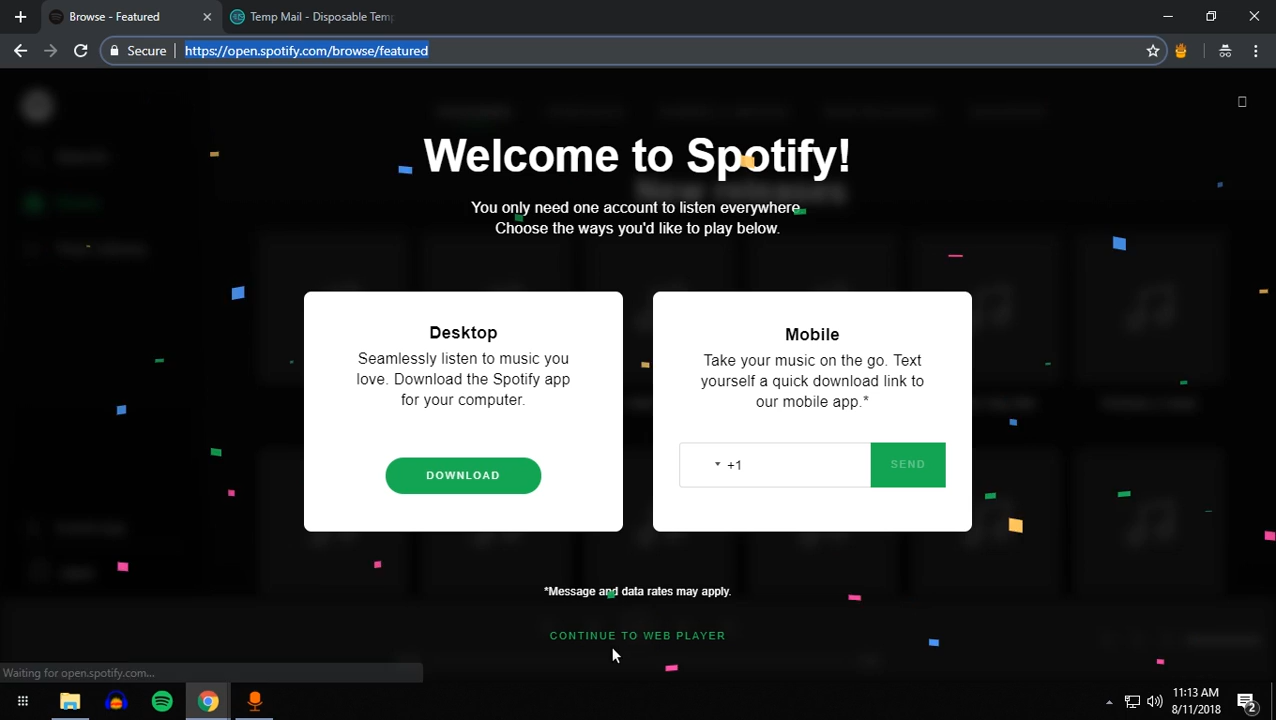 Browse - Featured
Temp Mail - Disposable Temp
Secure
https://open.spotify.com/browse/featured
Welcome to Spotify!
New releases
You only need one account to listen everywhere.
Choose the ways you'd like to play below.
Desktop
Seamlessly listen to music you
love. Download the Spotify app
for your computer.
DOWNLOAD
Mobile
Take your music on the go. Text
yourself a quick download link to
our mobile app.*
+1
SEND
*Message and data rates may apply.
CONTINUE TO WEB PLAYER
Waiting for open.spotify.com...
11:13 AM
8/11/2018
2